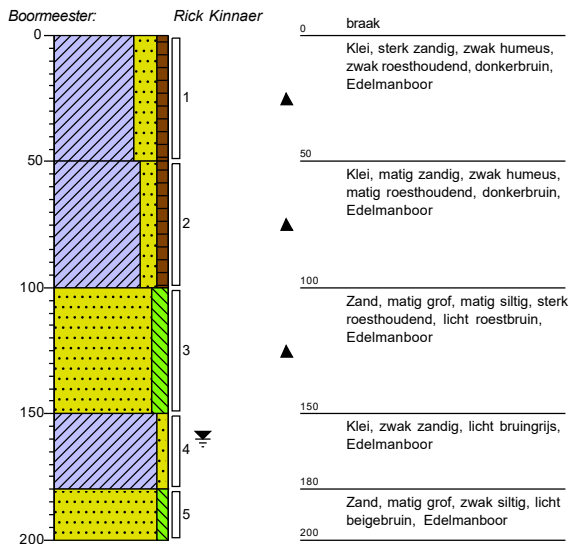 Boormeester: Rick Kinnaer
0
50
100
150
200
1
2
3
4
5
0 braak
Klei, sterk zandig, zwak humeus,
zwak roesthoudend, donkerbruin,
Edelmanboor
50
Klei, matig zandig, zwak humeus,
matig roesthoudend, donkerbruin,
Edelmanboor
100
Zand, matig grof, matig siltig, sterk
roesthoudend, licht roestbruin,
Edelmanboor
150
Klei, zwak zandig, licht bruingrijs,
Edelmanboor
180
Zand, matig grof, zwak siltig, licht
beigebruin, Edelmanboor
200